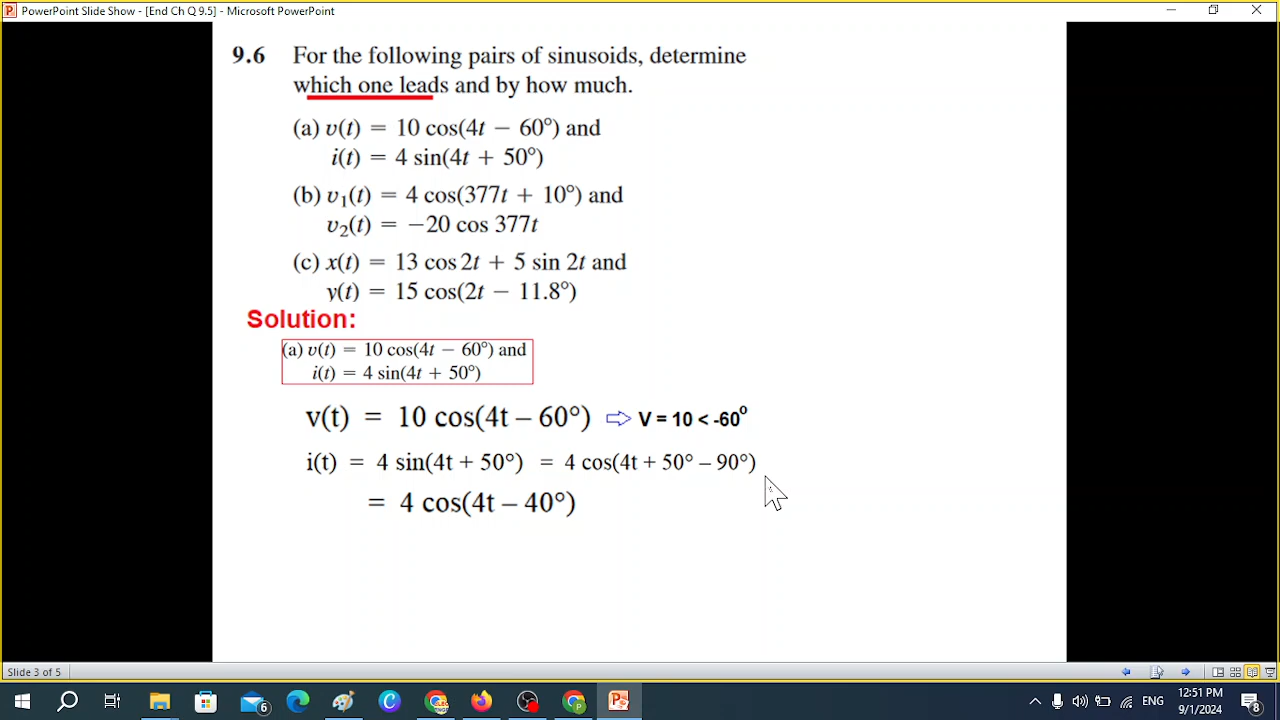 PowerPoint Slide Show - [End Ch Q 9.5] - Microsoft PowerPoint
9.6 For the following pairs of sinusoids, determine
which one leads and by how much.
(a) v(t) = 10 cos(4t − 60°) and
i(t) = 4 sin(4t + 50°)
(b) v₁(t) = 4 cos(377t + 10°) and
v₂(t) = −20 cos 377t
(c) x(t) = 13 cos 2t + 5 sin 2t and
y(t) = 15 cos(2t − 11.8°)
Solution:
(a) v(t) = 10 cos(4t − 60°) and
i(t) = 4 sin(4t + 50°)
v(t) = 10 cos(4t – 60°) ⇨ V = 10 < -60°
i(t) = 4 sin(4t + 50°) = 4 cos(4t + 50° – 90°)
= 4 cos(4t – 40°)
Slide 3 of 5
6
ENG
12:51 PM
9/1/2024
8